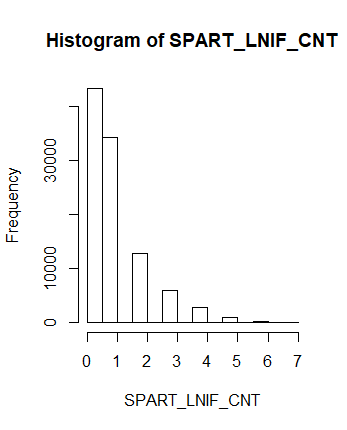 Histogram of SPART_LNIF_CNT
Frequency
30000
10000
0
0 1 2 3 4 5 6 7
SPART_LNIF_CNT